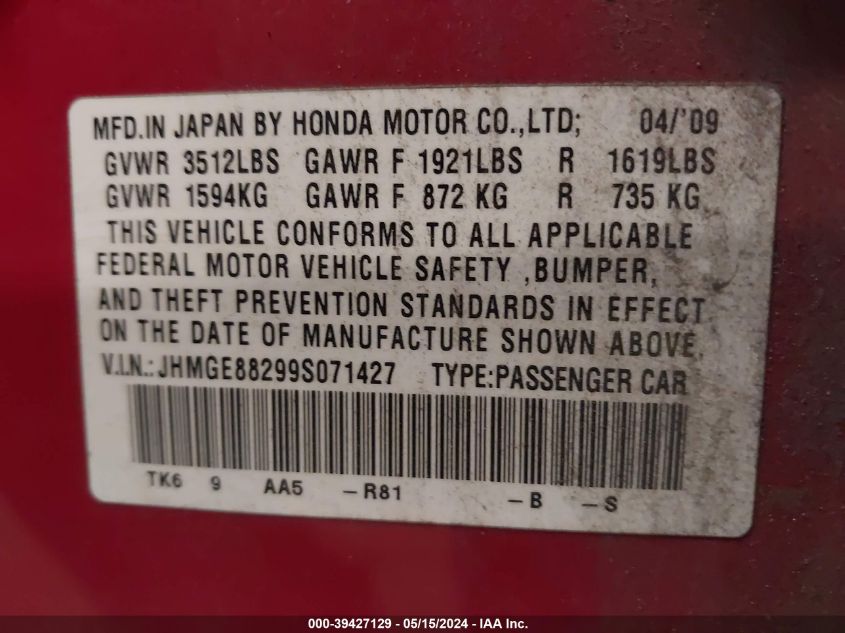 MFD.IN JAPAN BY HONDA MOTOR CO.,LTD; 04/'09
GVWR 3512LBS GAWR F 1921LBS R 1619LBS
GVWR 1594KG GAWR F 872 KG R 735 KG
THIS VEHICLE CONFORMS TO ALL APPLICABLE
FEDERAL MOTOR VEHICLE SAFETY ,BUMPER,
AND THEFT PREVENTION STANDARDS IN EFFECT
ON THE DATE OF MANUFACTURE SHOWN ABOVE.
V.I.N.:JHMGE88299S071427 TYPE:PASSENGER CAR
TK6 9 AA5 -R81 -B -S
000-39427129 - 05/15/2024 - IAA Inc.